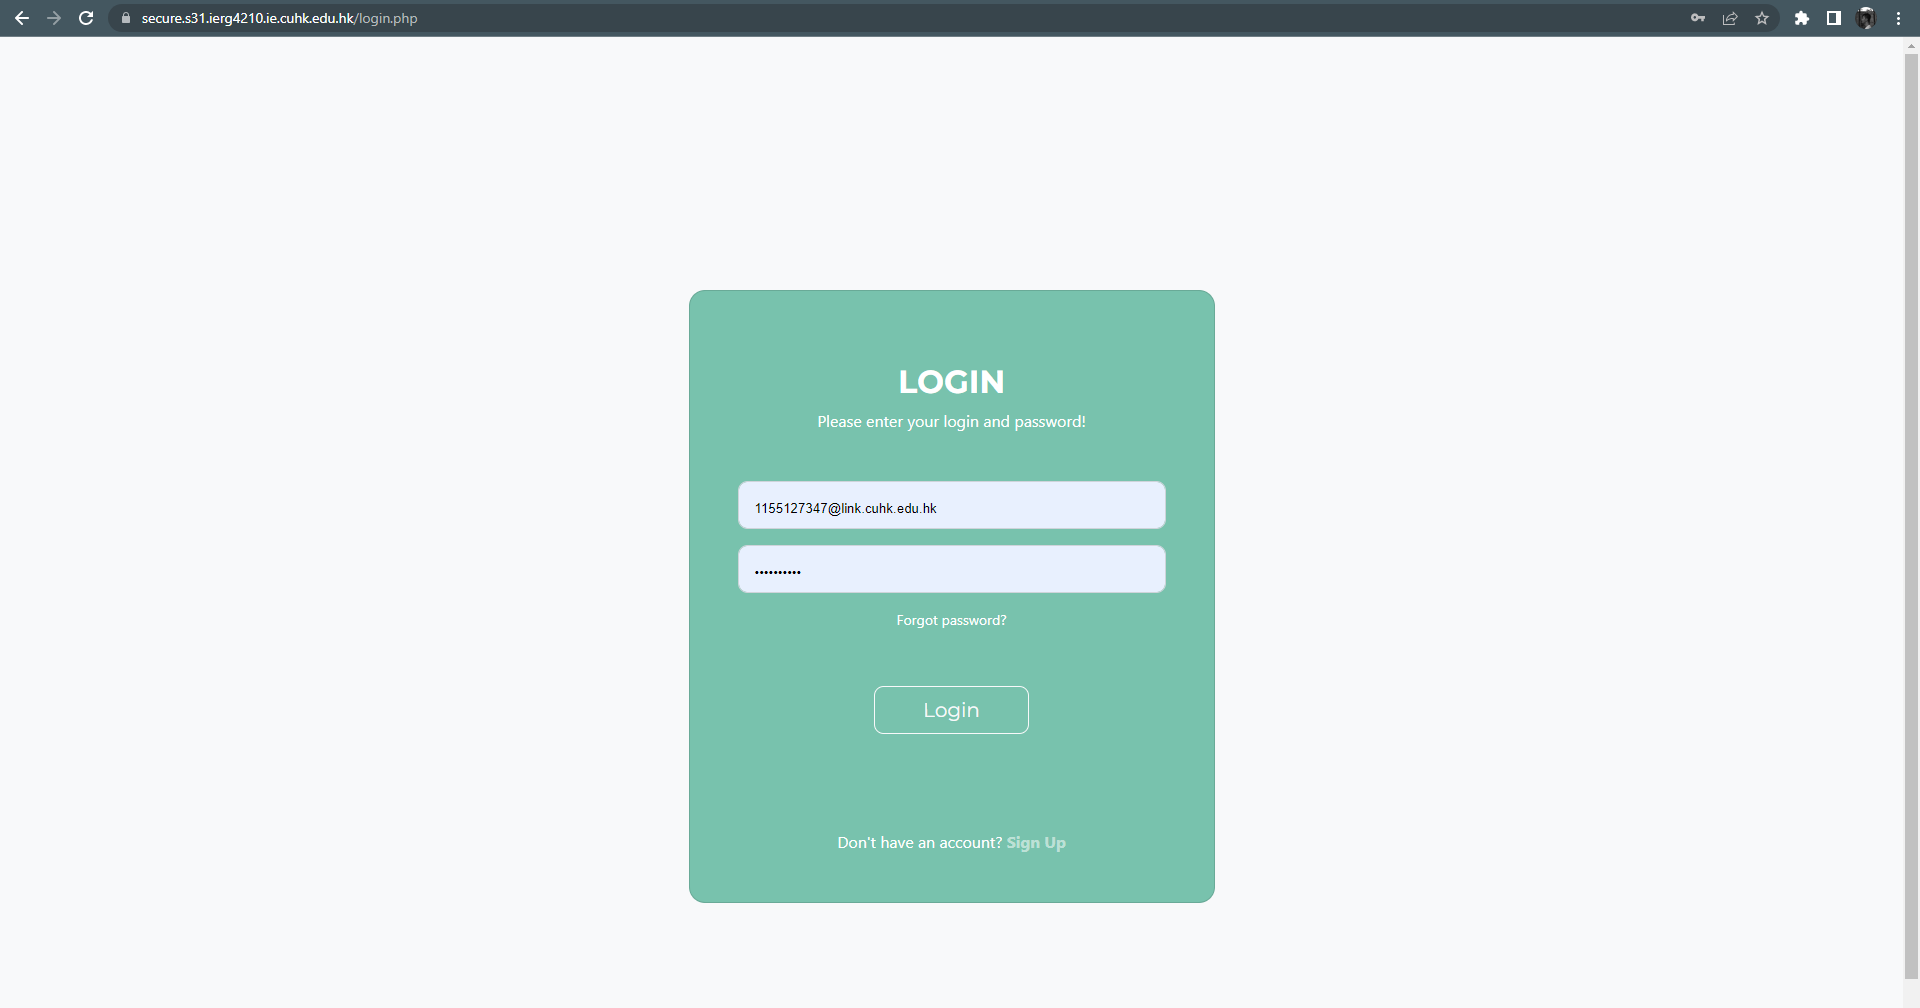 secure.s31.ierg4210.ie.cuhk.edu.hk/login.php
LOGIN
Please enter your login and password!
1155127347@link.cuhk.edu.hk
••••••••••
Forgot password?
Login
Don't have an account? Sign Up